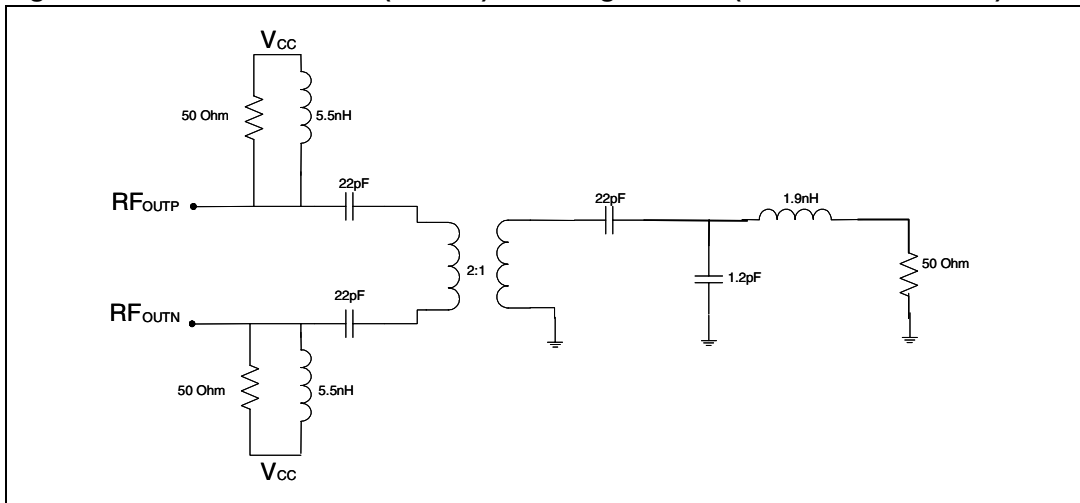 VCC
50 Ohm
5.5nH
22pF
RFOUTP
22pF
1.9nH
2:1
1.2pF
50 Ohm
22pF
RFOUTN
50 Ohm
5.5nH
VCC